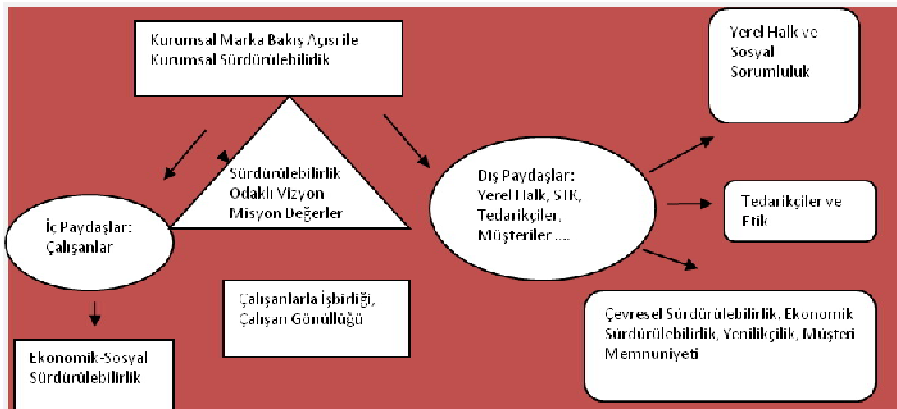 Kurumsal Marka Bakış Açısı ile
Kurumsal Sürdürülebilirlik
Yerel Halk ve
Sosyal
Sorumluluk
Sürdürülebilirlik
Odaklı Vizyon
Misyon Değerler
Dış Paydaşlar:
Yerel Halk, STK,
Tedarikçiler,
Müşteriler ....
Tedarikçiler ve
Etik
İç Paydaşlar:
Çalışanlar
Çalışanlarla İşbirliği,
Çalışan Gönüllüğü
Çevresel Sürdürülebilirlik, Ekonomik
Sürdürülebilirlik, Yenilikçilik, Müşteri
Memnuniyeti
Ekonomik-Sosyal
Sürdürülebilirlik